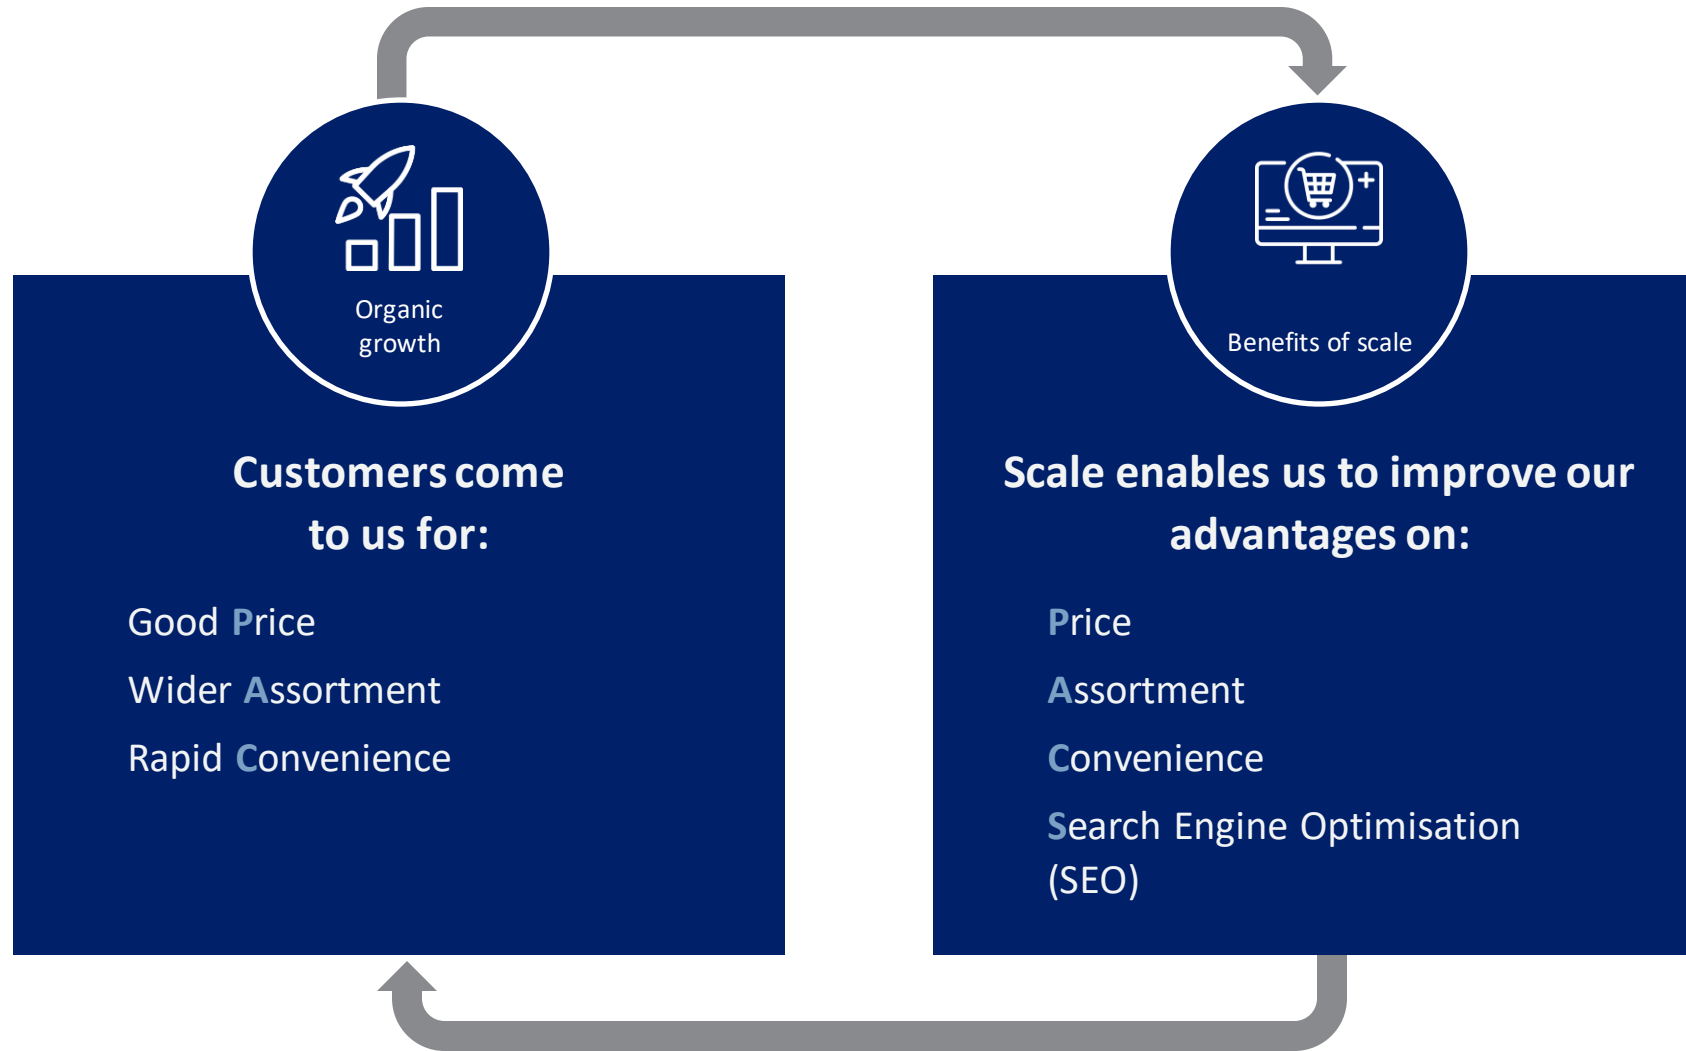 Organic
growth
Customers come
to us for:
Good Price
Wider Assortment
Rapid Convenience
Benefits of scale
Scale enables us to improve our
advantages on:
Price
Assortment
Convenience
Search Engine Optimisation
(SEO)